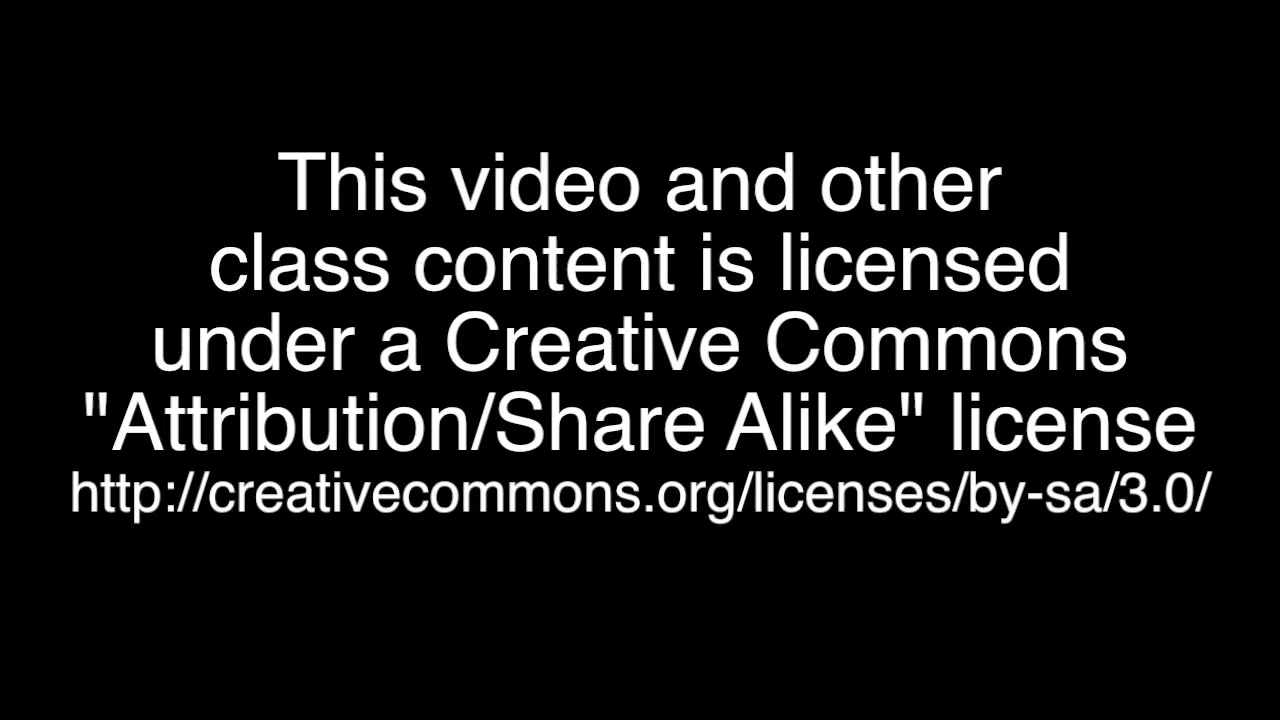 This video and other
class content is licensed
under a Creative Commons
"Attribution/Share Alike" license
http://creativecommons.org/licenses/by-sa/3.0/